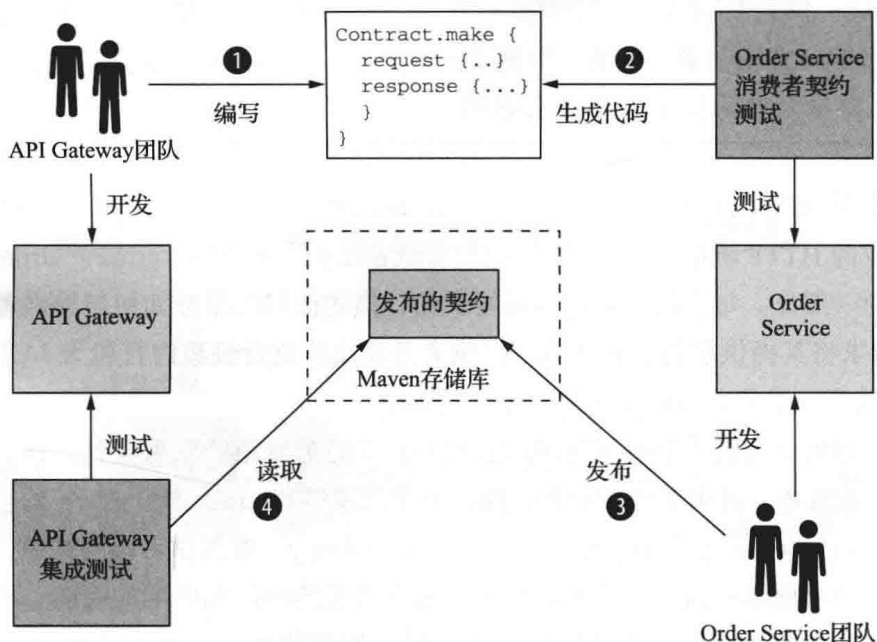 Contract.make {
request {..}
response {...}
}
}
❶
编写
❷
生成代码
Order Service
消费者契约
测试
API Gateway团队
开发
测试
API Gateway
发布的契约
Maven存储库
Order
Service
测试
读取
❹
发布
❸
开发
API Gateway
集成测试
Order Service团队